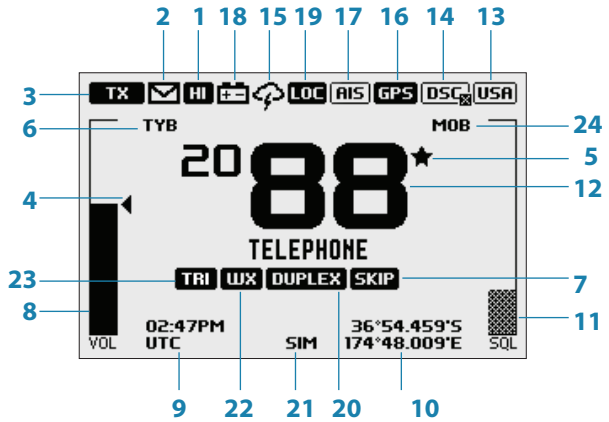 2 1 18 15 19 17 16 14 13
3 TX HI LOC AIS GPS DSC USA
6 TYB MOB 24
5
20 88 12
4
TELEPHONE
23 TRI WX DUPLEX SKIP 7
8 11
02:47PM 36°54.459'S
VOL UTC SIM 174°48.009'E SQL
9 22 21 20 10